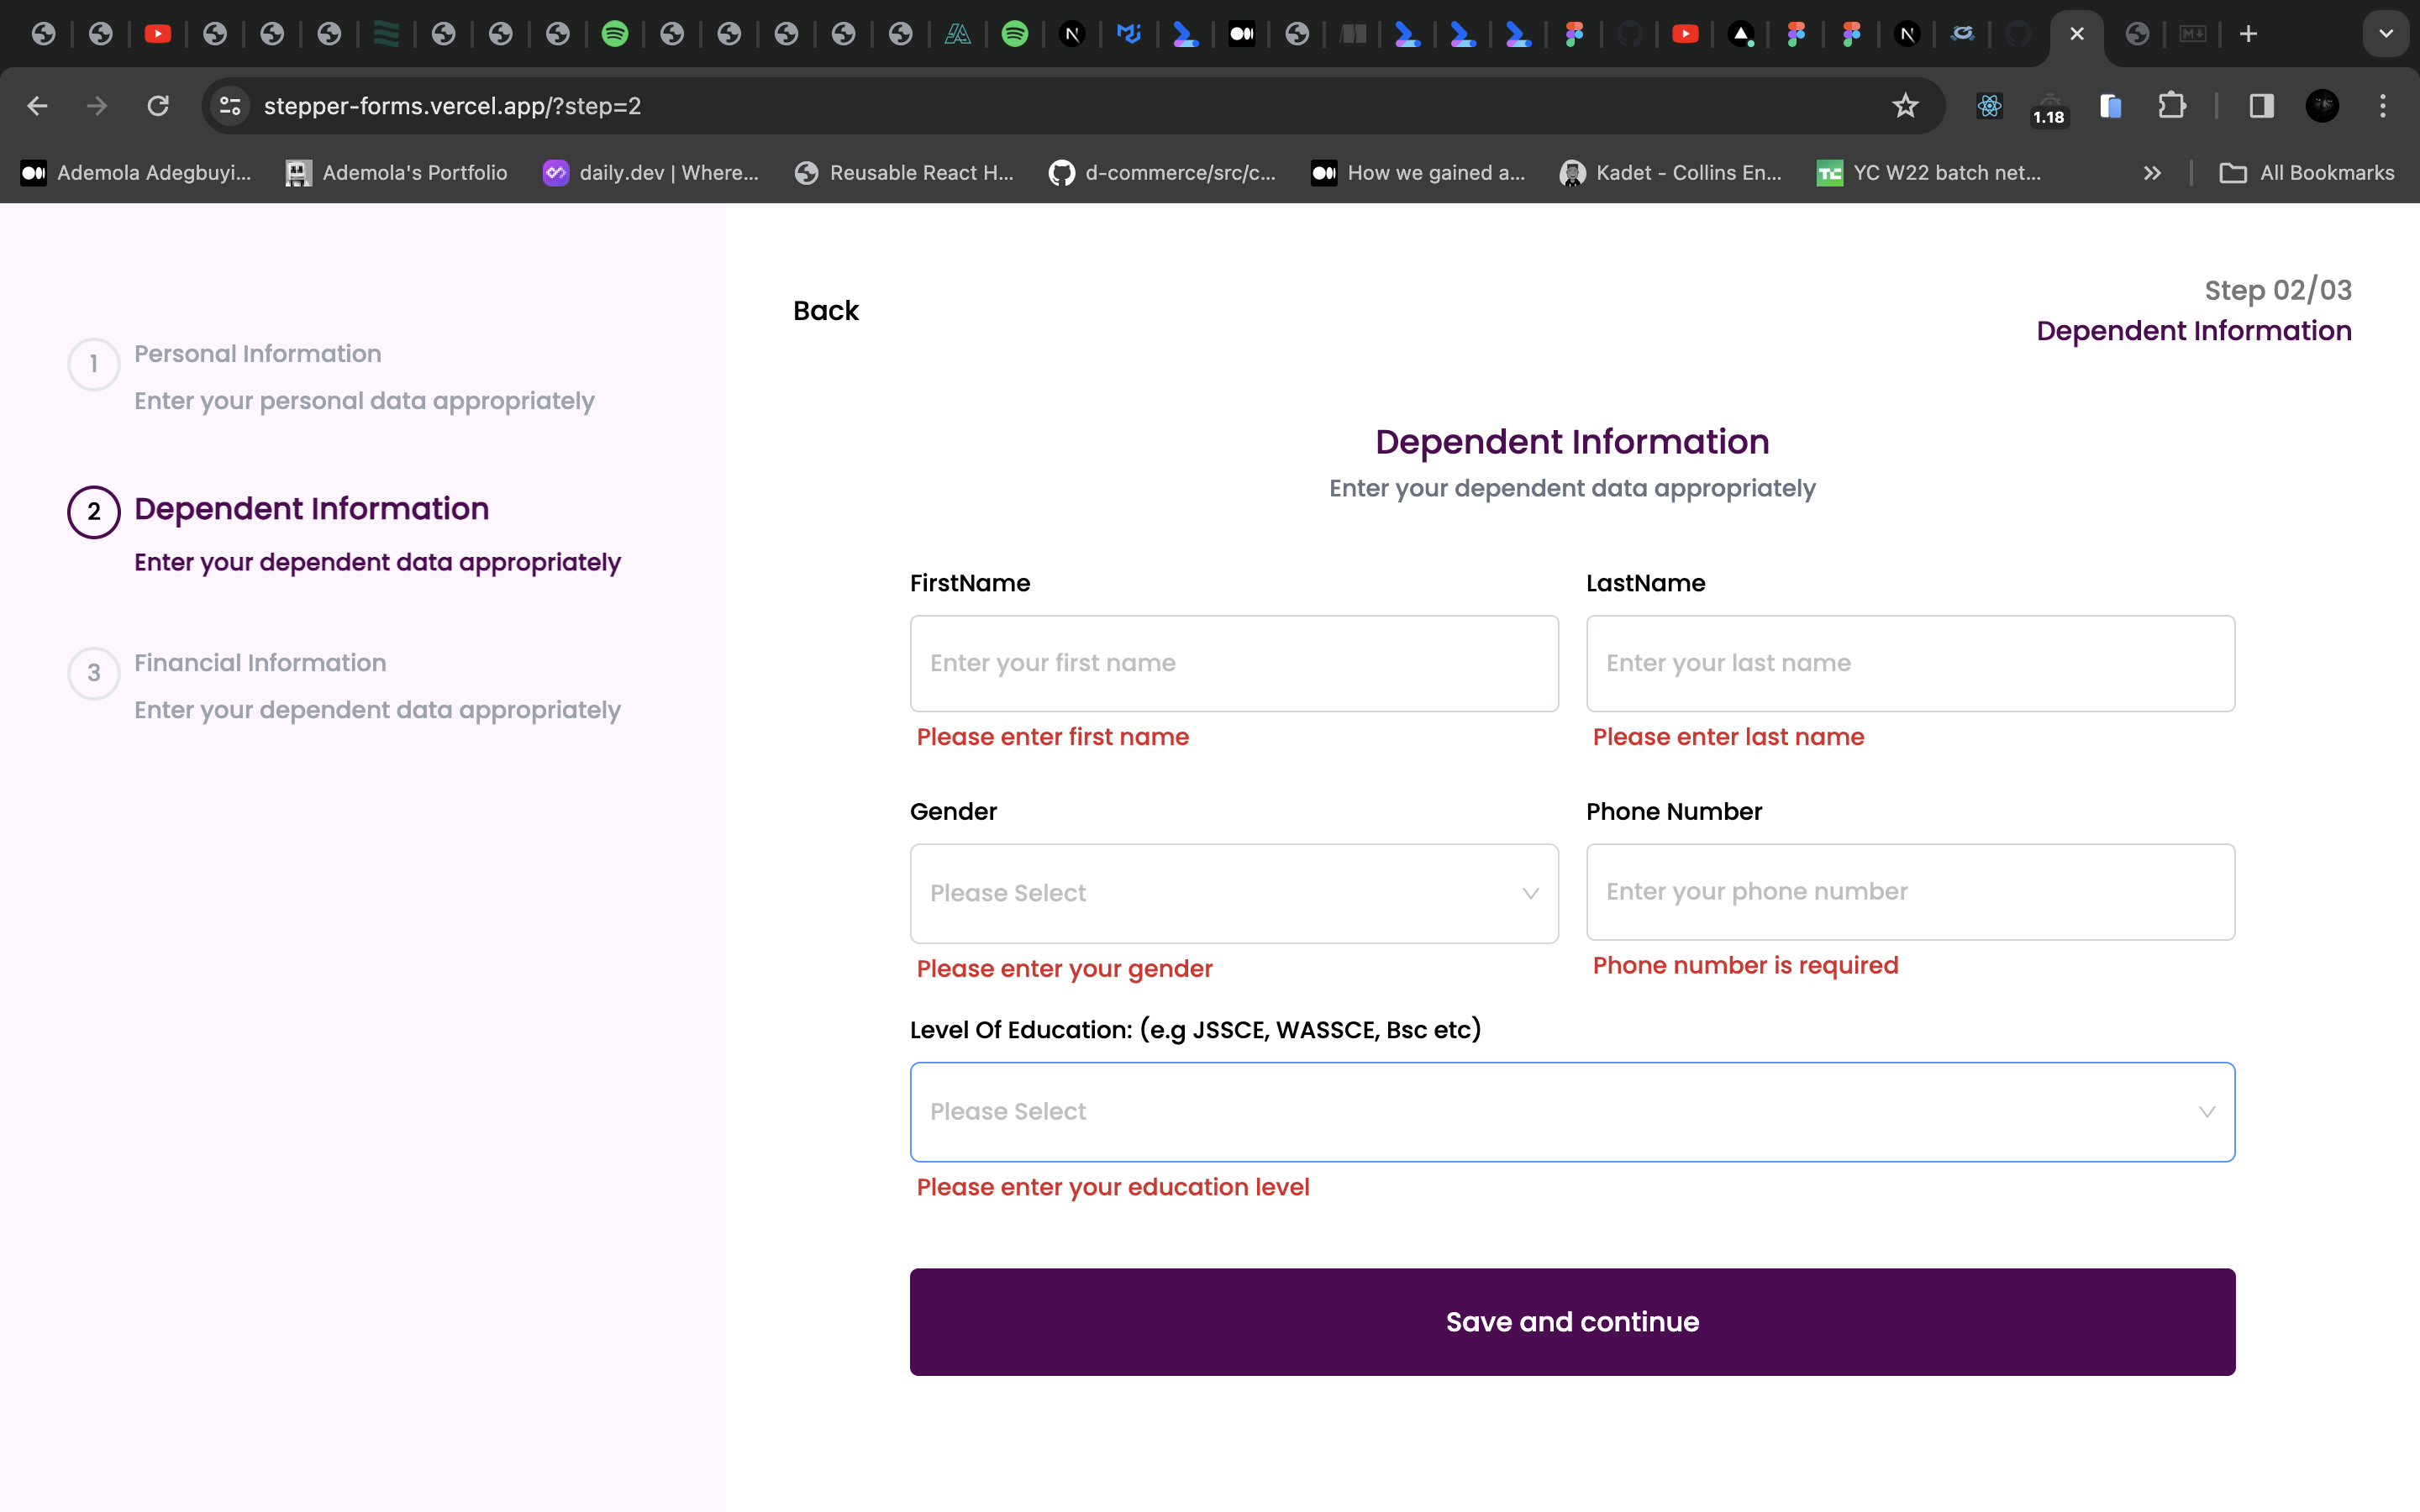 stepper-forms.vercel.app/?step=2
1.18
Ademola Adegbuyi...
Ademola's Portfolio
daily.dev | Where...
Reusable React H...
d-commerce/src/c...
How we gained a...
Kadet - Collins En...
YC W22 batch net...
All Bookmarks
1
Personal Information
Enter your personal data appropriately
2
Dependent Information
Enter your dependent data appropriately
3
Financial Information
Enter your dependent data appropriately
Back
Step 02/03
Dependent Information
Dependent Information
Enter your dependent data appropriately
FirstName
LastName
Enter your first name
Enter your last name
Please enter first name
Please enter last name
Gender
Phone Number
Please Select
Enter your phone number
Please enter your gender
Phone number is required
Level Of Education: (e.g JSSCE, WASSCE, Bsc etc)
Please Select
Please enter your education level
Save and continue